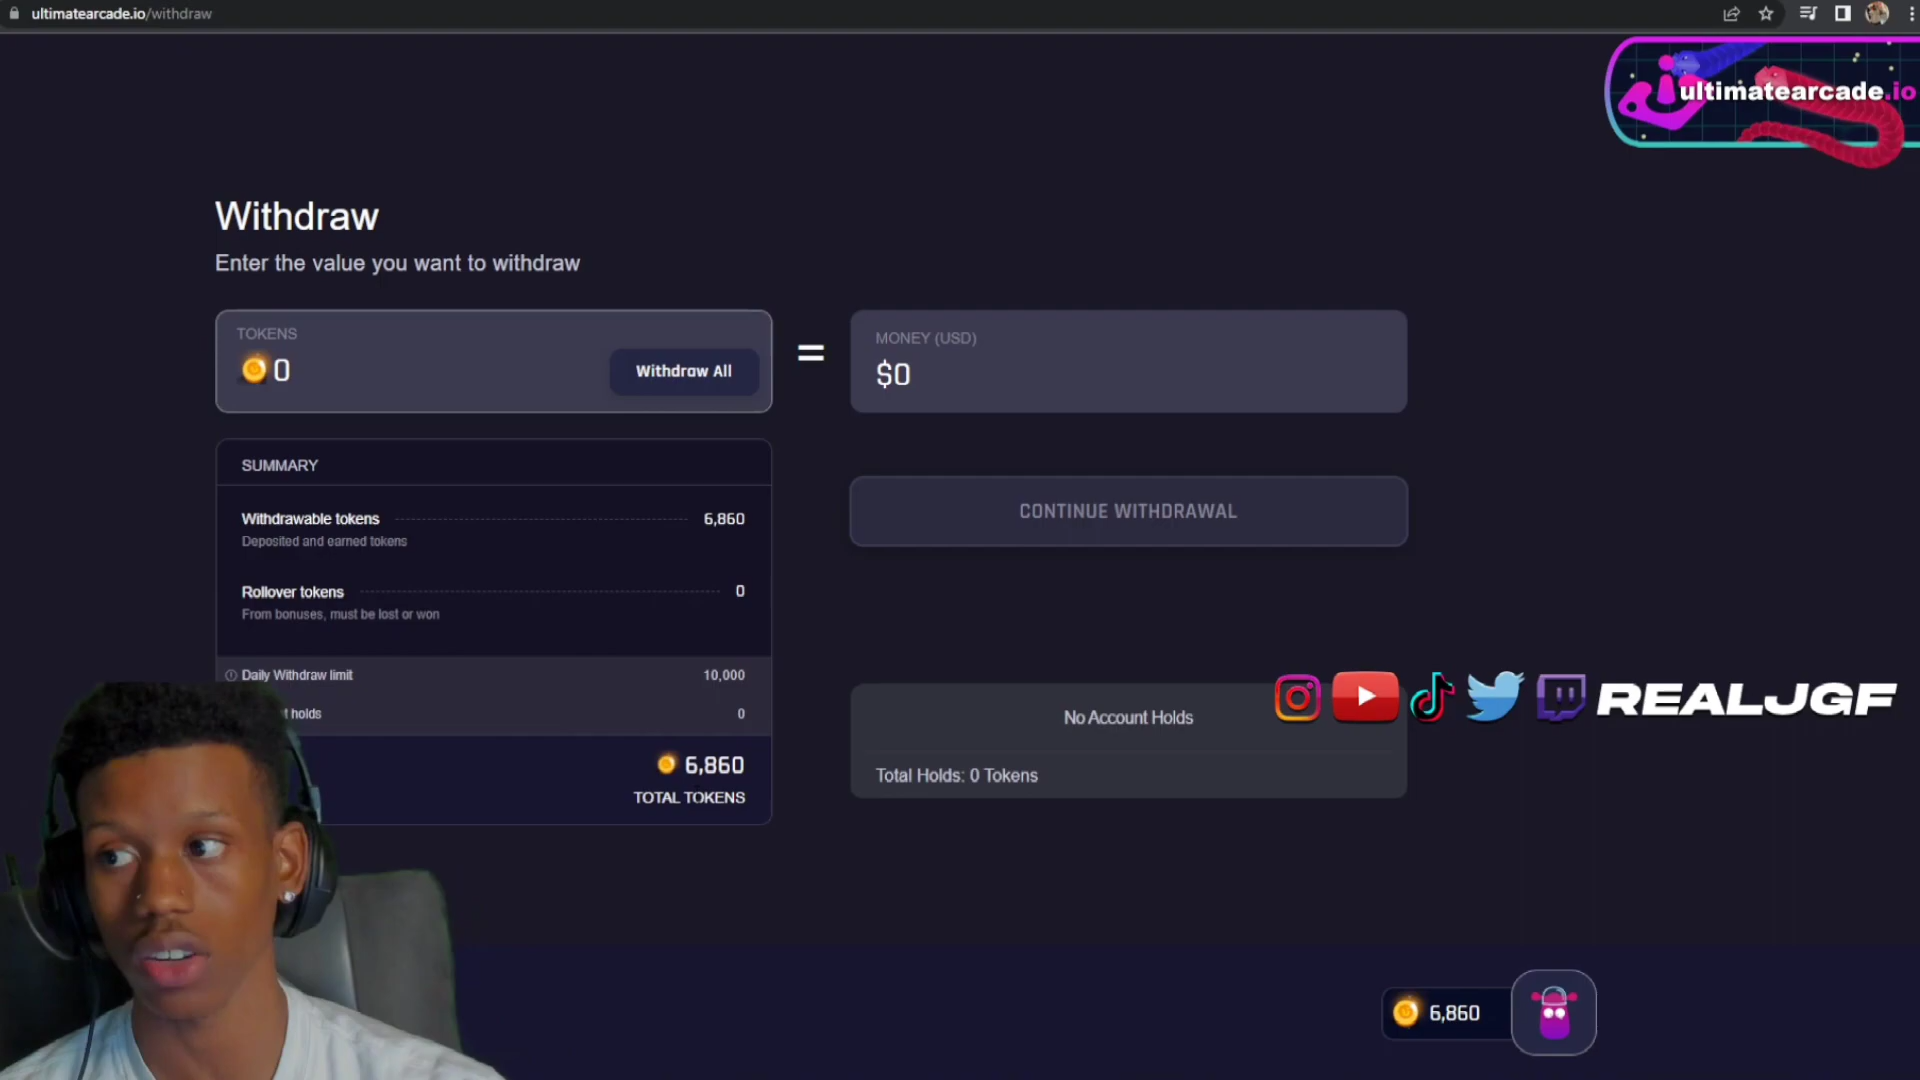 ultimatearcade.io/withdraw
ultimatearcade.io
Withdraw
Enter the value you want to withdraw
TOKENS
0
Withdraw All
=
MONEY (USD)
$0
SUMMARY
Withdrawable tokens 6,860
Deposited and earned tokens
Rollover tokens 0
From bonuses, must be lost or won
Daily Withdraw limit 10,000
holds 0
6,860
TOTAL TOKENS
CONTINUE WITHDRAWAL
No Account Holds
Total Holds: 0 Tokens
REALJGF
6,860